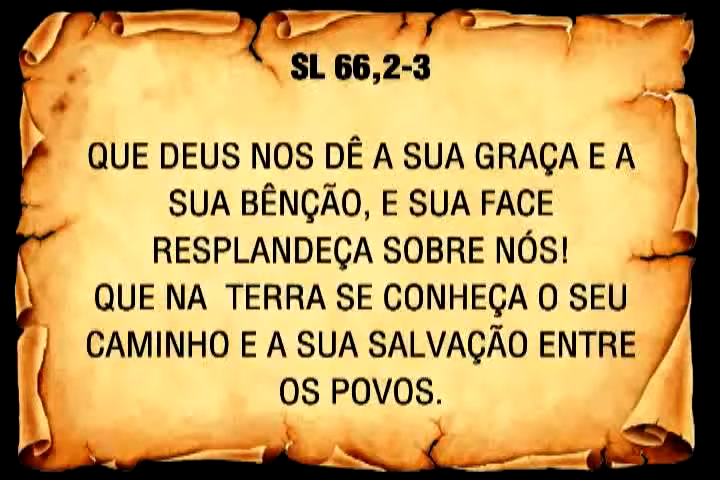 SL 66,2-3
QUE DEUS NOS DÊ A SUA GRAÇA E A
SUA BÊNÇÃO, E SUA FACE
RESPLANDEÇA SOBRE NÓS!
QUE NA TERRA SE CONHEÇA O SEU
CAMINHO E A SUA SALVAÇÃO ENTRE
OS POVOS.